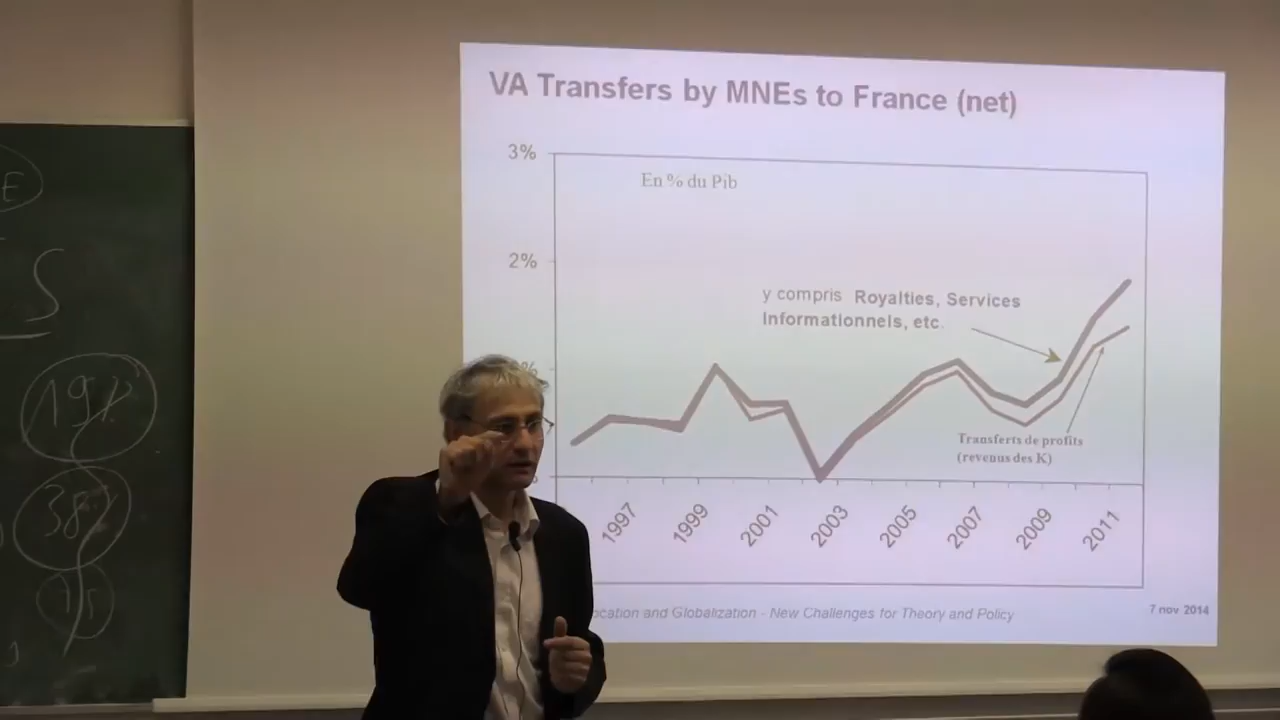 VA Transfers by MNEs to France (net)
3%
En % du Pib
2%
y compris Royalties, Services
Informationnels, etc.
%
Transferts de profits
(revenus des K)
1997 1999 2001 2003 2005 2007 2009 2011
ocation and Globalization - New Challenges for Theory and Policy
7 nov 2014
E
S
19%
38%